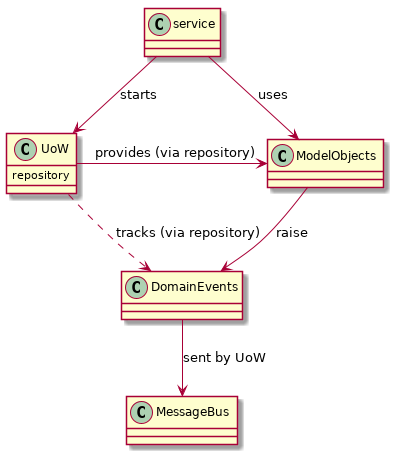 C service
starts
uses
C UoW
repository
provides (via repository)
C ModelObjects
tracks (via repository)
raise
C DomainEvents
sent by UoW
C MessageBus